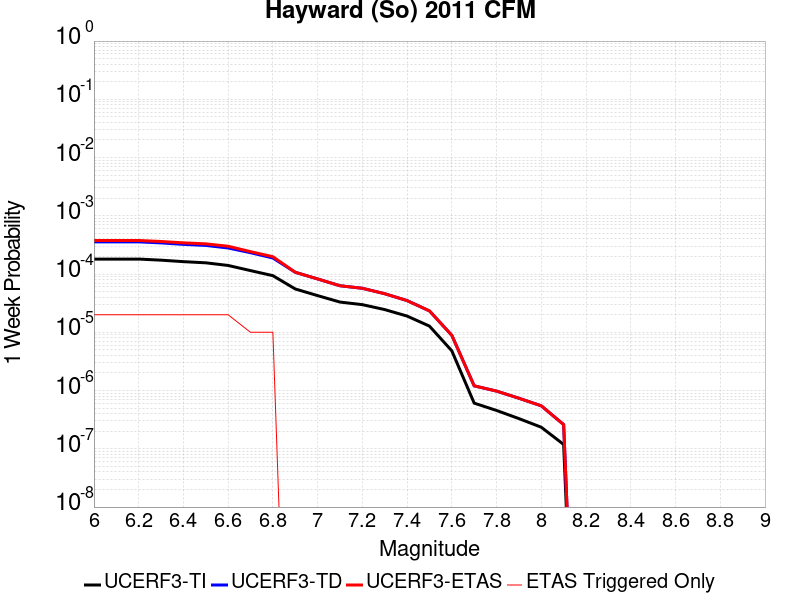 Hayward (So) 2011 CFM
10^0
10^-1
10^-2
10^-3
10^-4
10^-5
10^-6
10^-7
10^-8
1 Week Probability
6 6.2 6.4 6.6 6.8 7 7.2 7.4 7.6 7.8 8 8.2 8.4 8.6 8.8 9
Magnitude
UCERF3-TI UCERF3-TD UCERF3-ETAS ETAS Triggered Only